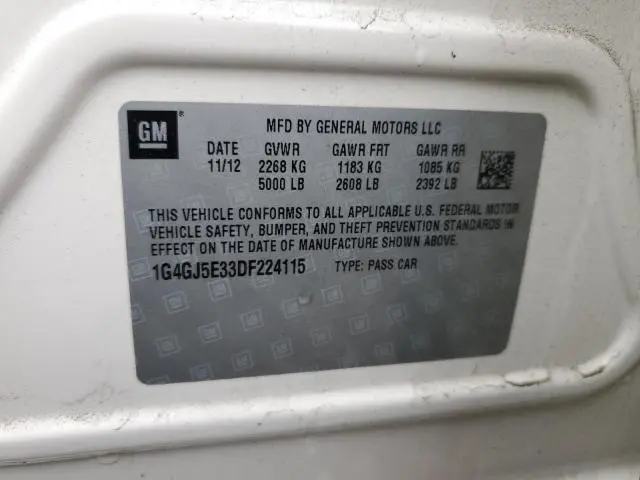 GM
MFD BY GENERAL MOTORS LLC
DATE GVWR GAWR FRT GAWR RR
11/12 2268 KG 1183 KG 1085 KG
5000 LB 2608 LB 2392 LB
THIS VEHICLE CONFORMS TO ALL APPLICABLE U.S. FEDERAL MOTOR
VEHICLE SAFETY, BUMPER, AND THEFT PREVENTION STANDARDS IN
EFFECT ON THE DATE OF MANUFACTURE SHOWN ABOVE.
1G4GJ5E33DF224115 TYPE: PASS CAR